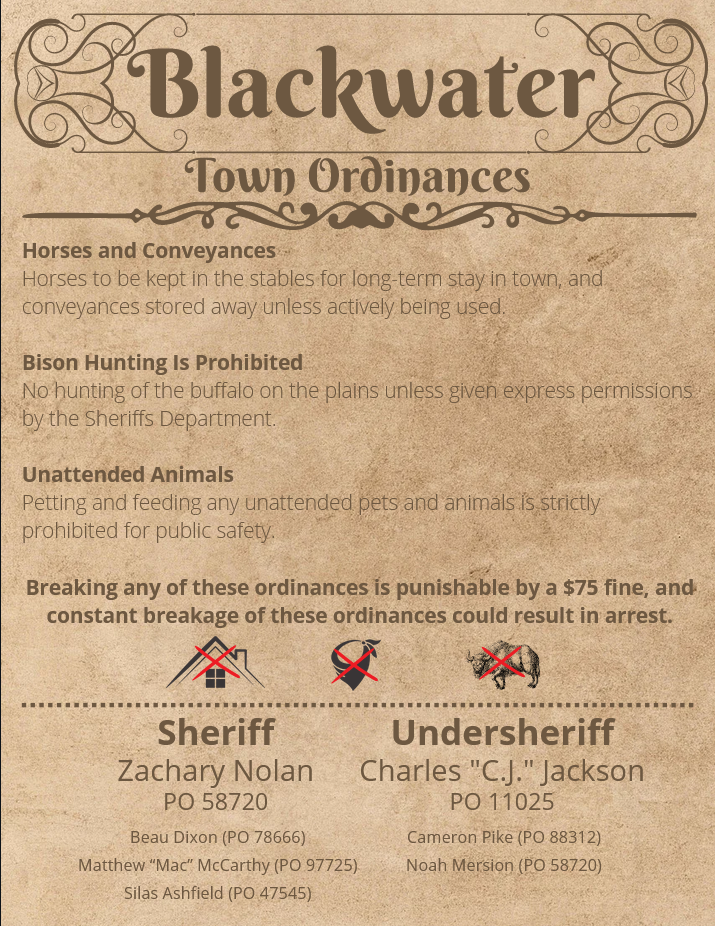 Blackwater
Town Ordinances
Horses and Conveyances
Horses to be kept in the stables for long-term stay in town, and
conveyances stored away unless actively being used.
Bison Hunting Is Prohibited
No hunting of the buffalo on the plains unless given express permissions
by the Sheriffs Department.
Unattended Animals
Petting and feeding any unattended pets and animals is strictly
prohibited for public safety.
Breaking any of these ordinances is punishable by a $75 fine, and
constant breakage of these ordinances could result in arrest.
Sheriff
Zachary Nolan
PO 58720
Beau Dixon (PO 78666)
Matthew “Mac” McCarthy (PO 97725)
Silas Ashfield (PO 47545)
Undersheriff
Charles "C.J." Jackson
PO 11025
Cameron Pike (PO 88312)
Noah Mersion (PO 58720)